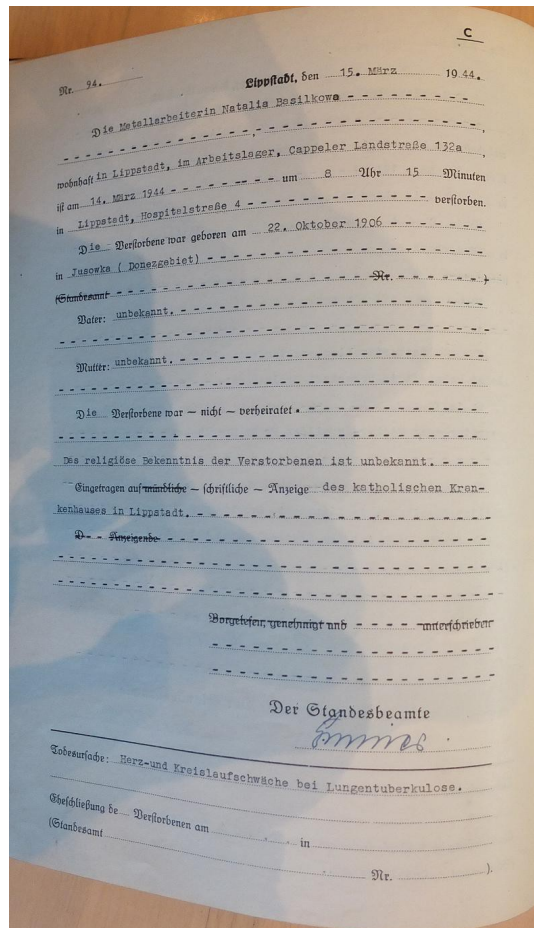 C
Nr. 94.
Lippstadt, den 15. März 1944.
Die Metallarbeiterin Natalia Basilkowa - - - - - - - - -
- - - - - - - - - - - - - - - , - - - - - - - - - - - - - - - ,
wohnhaft in Lippstadt, im Arbeitslager, Cappeler Landstraße 132a ,
ist am 14. März 1944 - - - - - - - - - um 8 Uhr 15 Minuten
in Lippstadt, Hospitelstraße 4 - - - - - - - - - - - - - - verstorben.
Die Verstorbene war geboren am 22. Oktober 1906 - - - - - -
in Jusowka ( Donezgebiet) - - - - - - - - - - - - - - - - - -
(Standesamt - - - - - - - - - - - - - - - - - Nr. - - - - - - )
Vater: unbekannt. - - - - - - - - - - - - - - - - - - - -
- - - - - - - - - - - - - - - - - - - - - - - - - - - - - -
Mutter: unbekannt. - - - - - - - - - - - - - - - - - - - -
- - - - - - - - - - - - - - - - - - - - - - - - - - - - - -
Die Verstorbene war – nicht – verheiratet . - - - - - - - - - - - -
- - - - - - - - - - - - - - - - - - - - - - - - - - - - - -
Das religiöse Bekenntnis der Verstorbenen ist unbekannt. - - -
Eingetragen auf mündliche – schriftliche – Anzeige des katholischen Kran-
kenhauses in Lippstadt. - - - - - - - - - - - - - - - - - - - -
D - - Anzeigende - - - - - - - - - - - - - - - - - - - - - -
- - - - - - - - - - - - - - - - - - - - - - - - - - - - - -
- - - - - - - - - - - - - - - - - - - - - - - - - - - - - -
Vorgelesen, genehmigt und - - - - - unterschrieben
- - - - - - - - - - - - - - - - - -
- - - - - - - - - - - - - - - - - -
Der Standesbeamte
Todesursache: Herz-und Kreislaufschwäche bei Lungentuberkulose.
Eheschließung de Verstorbenen am in
(Standesamt Nr. ).